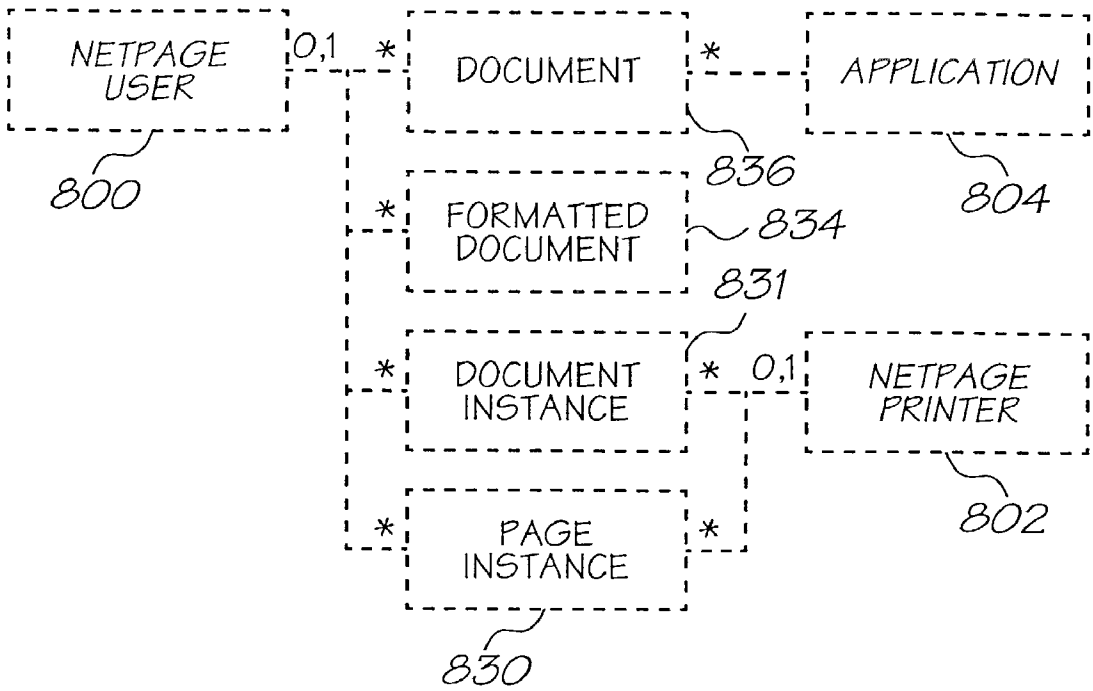 NETPAGE
USER
0,1
*
DOCUMENT
*
APPLICATION
800
836
804
*
FORMATTED
DOCUMENT
834
831
*
DOCUMENT
INSTANCE
*
0,1
NETPAGE
PRINTER
802
*
PAGE
INSTANCE
*
830